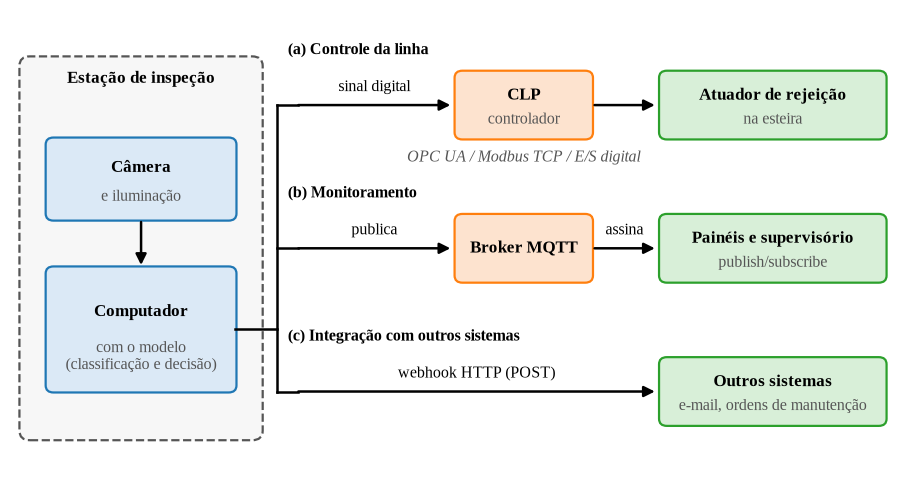 Estação de inspeção
Câmera
e iluminação
Computador
com o modelo
(classificação e decisão)
(a) Controle da linha
sinal digital
CLP
controlador
Atuador de rejeição
na esteira
OPC UA / Modbus TCP / E/S digital
(b) Monitoramento
publica
Broker MQTT
assina
Painéis e supervisório
publish/subscribe
(c) Integração com outros sistemas
webhook HTTP (POST)
Outros sistemas
e-mail, ordens de manutenção